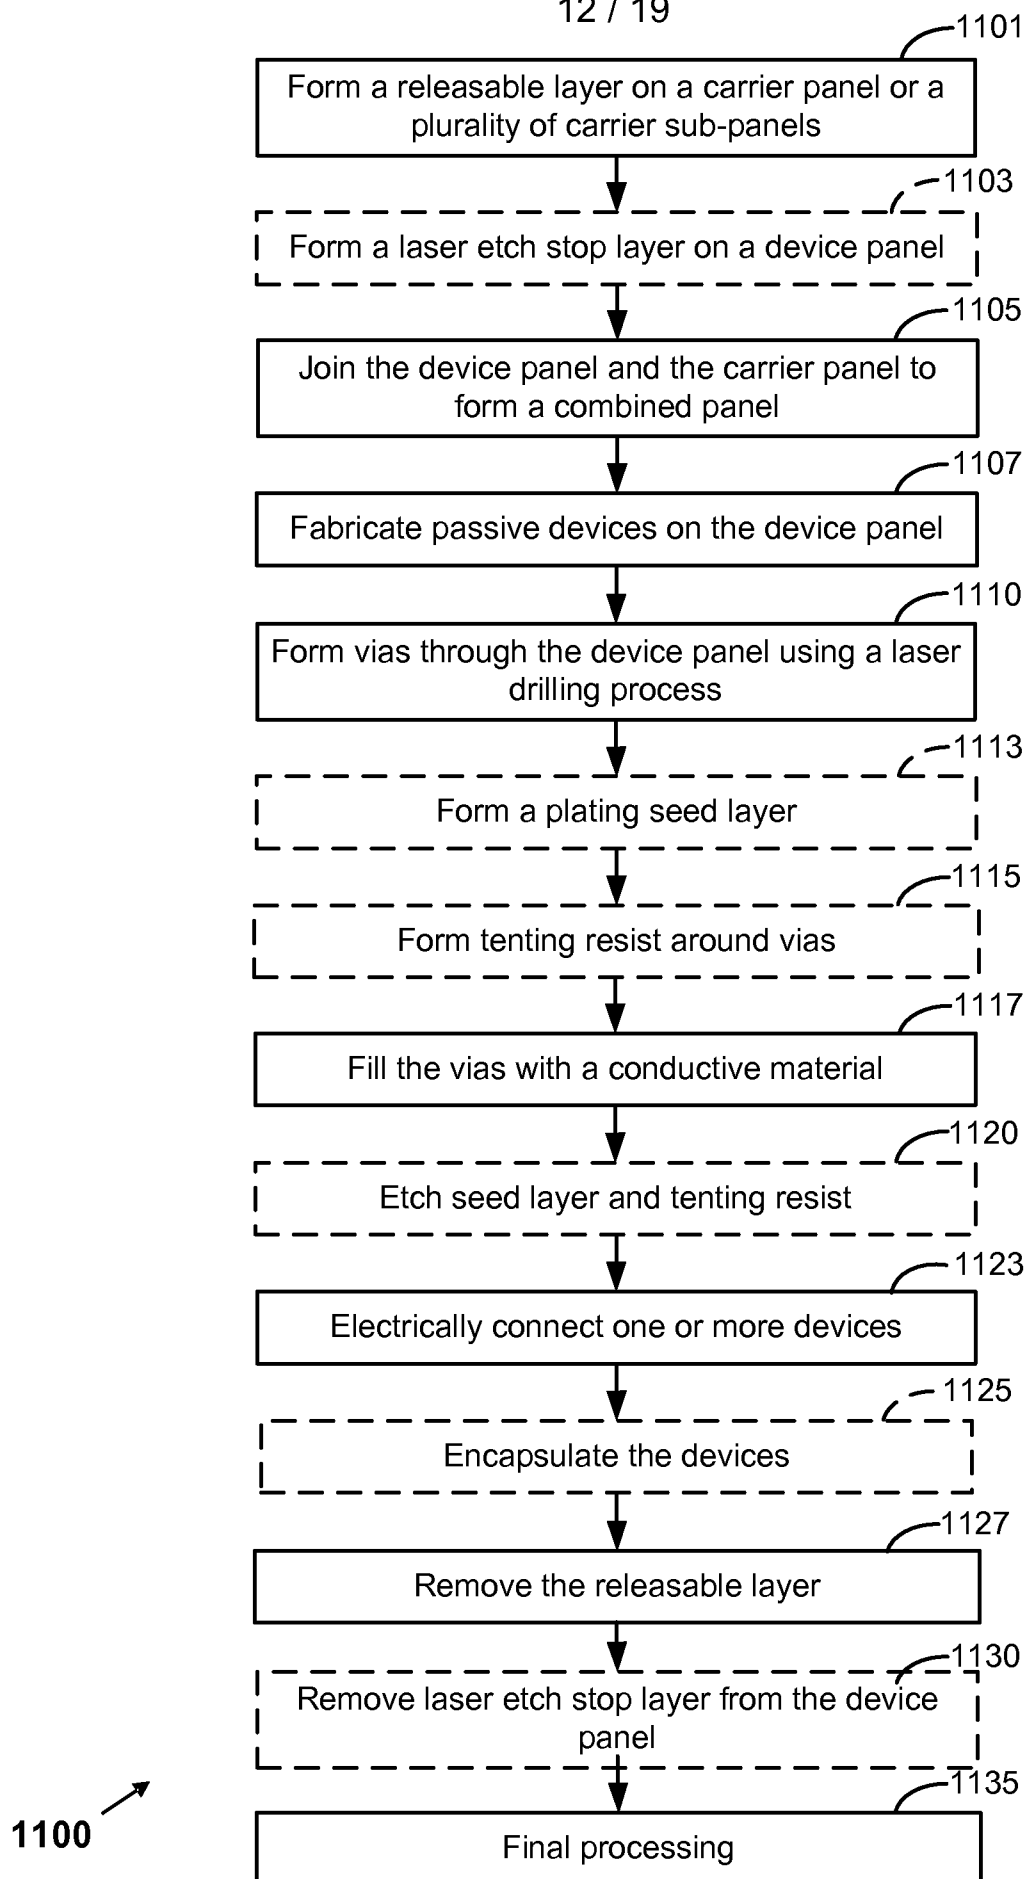 12 / 19
1101
Form a releasable layer on a carrier panel or a
plurality of carrier sub-panels
1103
Form a laser etch stop layer on a device panel
1105
Join the device panel and the carrier panel to
form a combined panel
1107
Fabricate passive devices on the device panel
1110
Form vias through the device panel using a laser
drilling process
1113
Form a plating seed layer
1115
Form tenting resist around vias
1117
Fill the vias with a conductive material
1120
Etch seed layer and tenting resist
1123
Electrically connect one or more devices
1125
Encapsulate the devices
1127
Remove the releasable layer
1130
Remove laser etch stop layer from the device
panel
1135
Final processing
1100